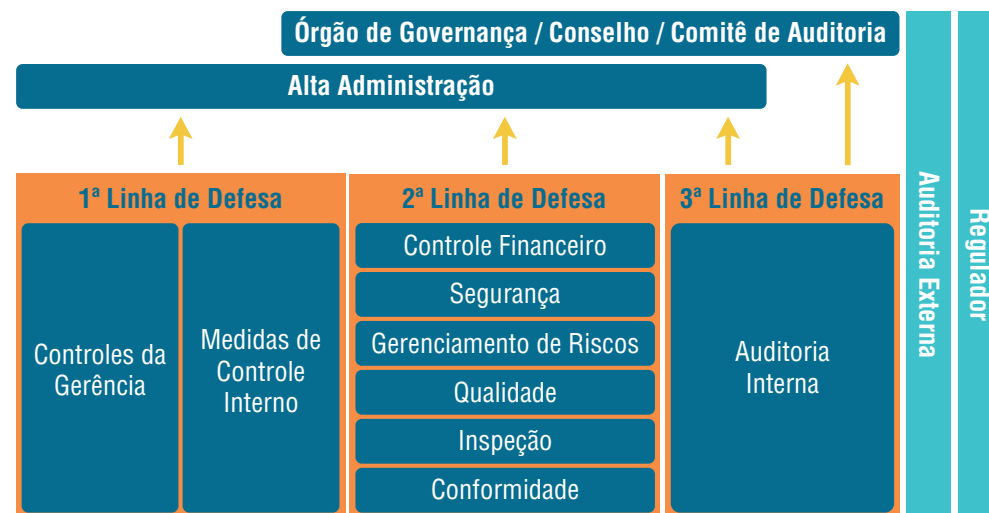 Órgão de Governança / Conselho / Comitê de Auditoria
Alta Administração
1ª Linha de Defesa
Controles da
Gerência
Medidas de
Controle
Interno
2ª Linha de Defesa
Controle Financeiro
Segurança
Gerenciamento de Riscos
Qualidade
Inspeção
Conformidade
3ª Linha de Defesa
Auditoria
Interna
Auditoria Externa
Regulador